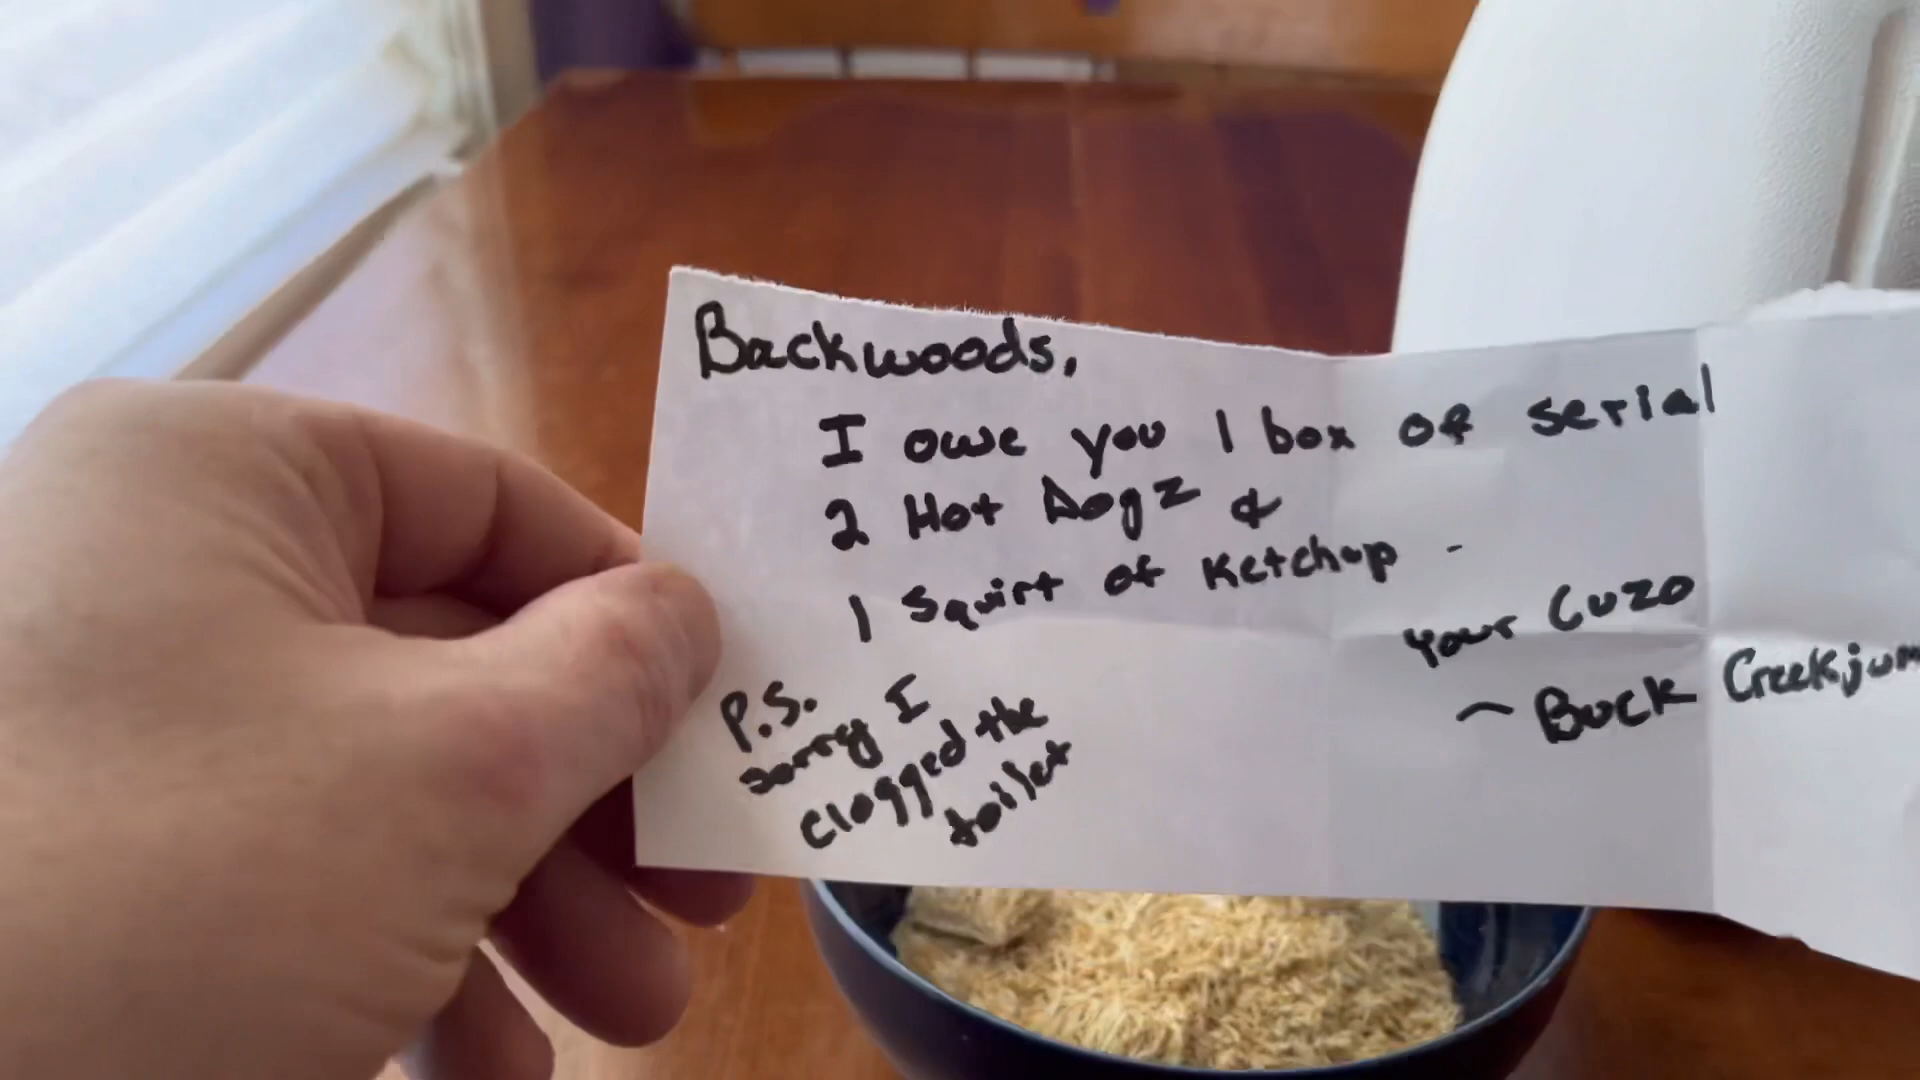 Backwoods,
I owe you 1 box of serial
2 Hot Dogz &
1 Squirt of Ketchup -
Your Cuzo
~ Buck Creekjum
P.S.
sorry I
clogged the
toilet